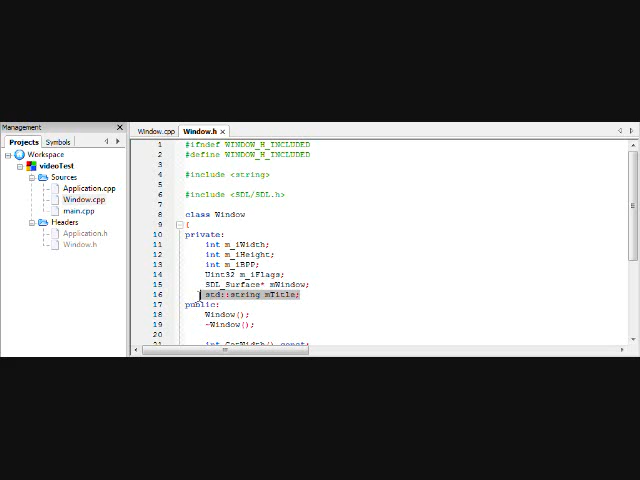 Management
Projects Symbols
Workspace
videoTest
Sources
Application.cpp
Window.cpp
main.cpp
Headers
Application.h
Window.h
Window.cpp Window.h
1 #ifndef WINDOW_H_INCLUDED
2 #define WINDOW_H_INCLUDED
3
4 #include <string>
5
6 #include <SDL/SDL.h>
7
8 class Window
9 {
10 private:
11 int m_iWidth;
12 int m_iHeight;
13 int m_iBPP;
14 Uint32 m_iFlags;
15 SDL_Surface* mWindow;
16 std::string mTitle;
17 public:
18 Window();
19 ~Window();
20
21 int GetWidth() const;